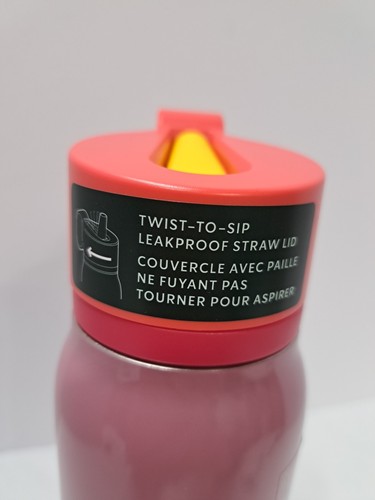 TWIST-TO-SIP
LEAKPROOF STRAW LID
COUVERCLE AVEC PAILLE
NE FUYANT PAS
TOURNER POUR ASPIRER